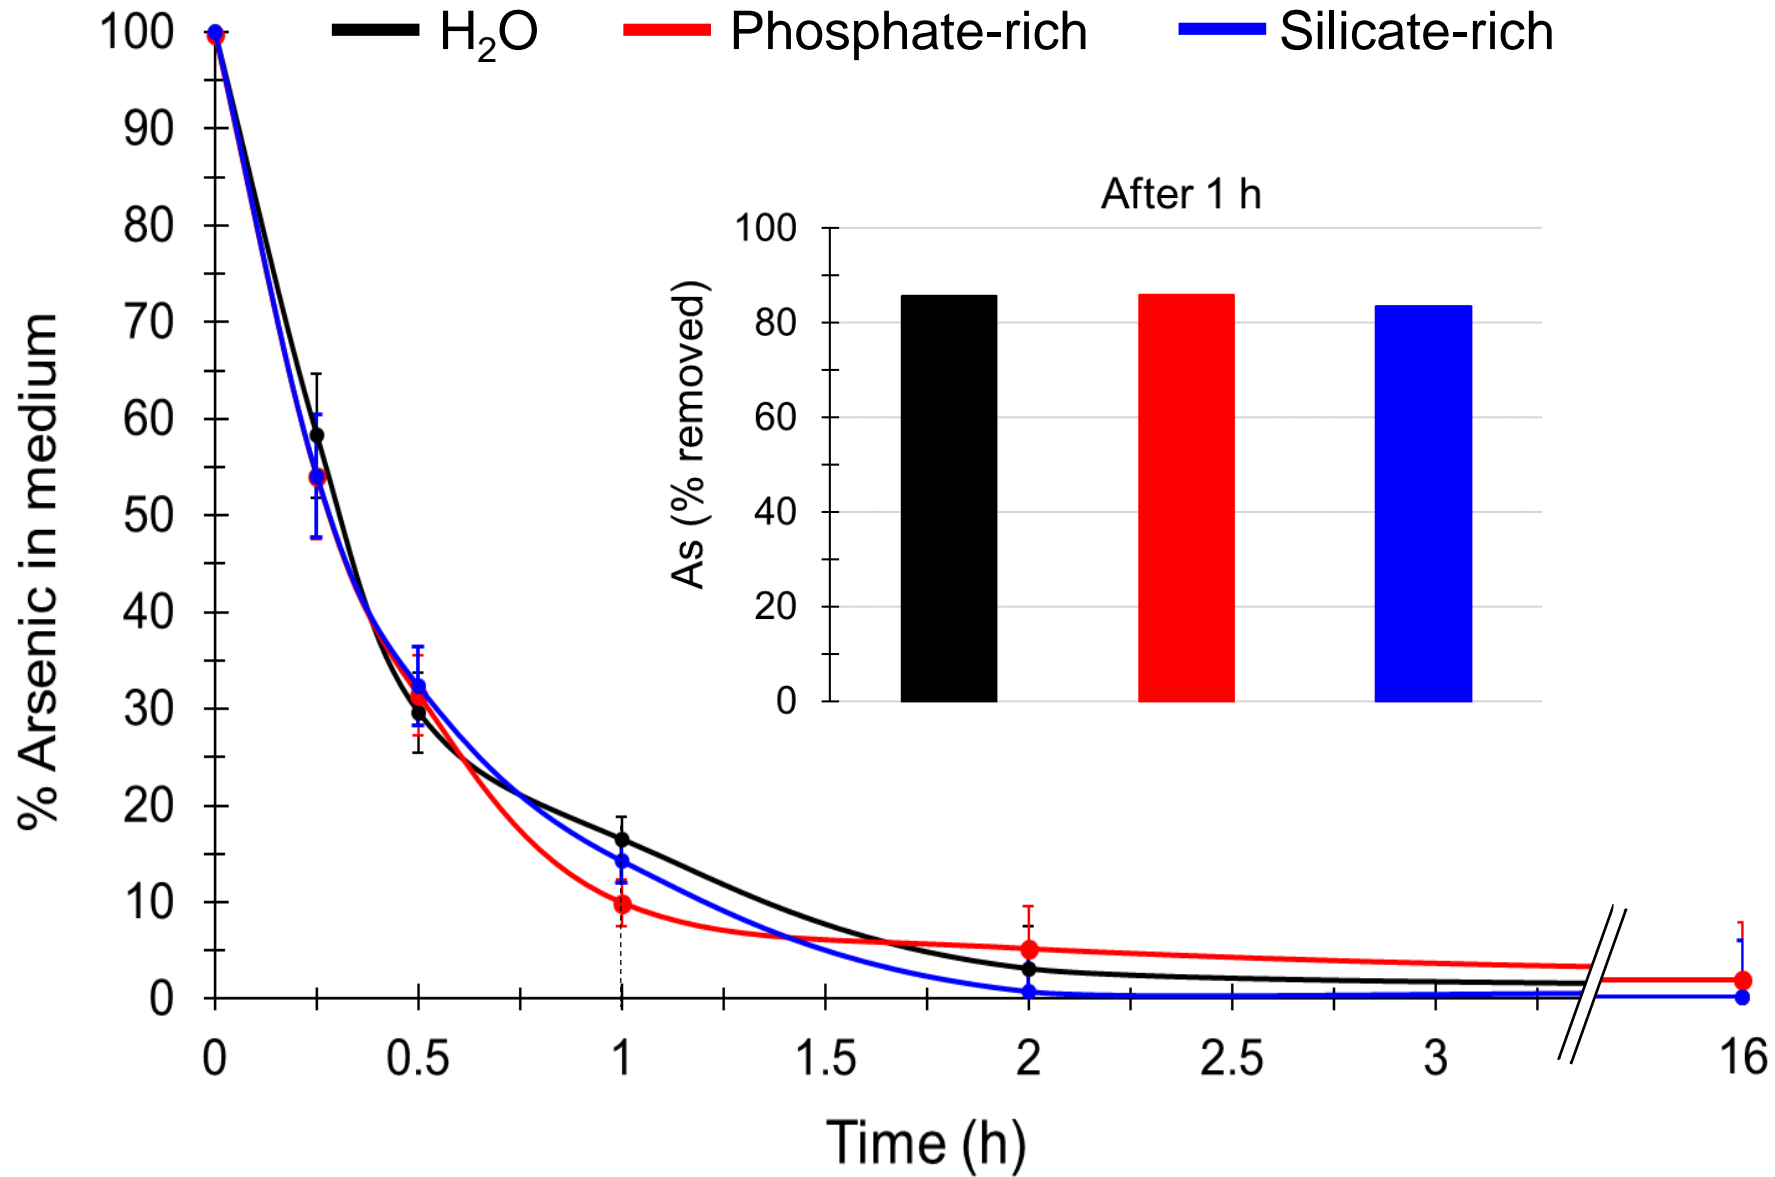 H₂O Phosphate-rich Silicate-rich
% Arsenic in medium
100
90
80
70
60
50
40
30
20
10
0
After 1 h
As (% removed)
100
80
60
40
20
0
0 0.5 1 1.5 2 2.5 3 16
Time (h)